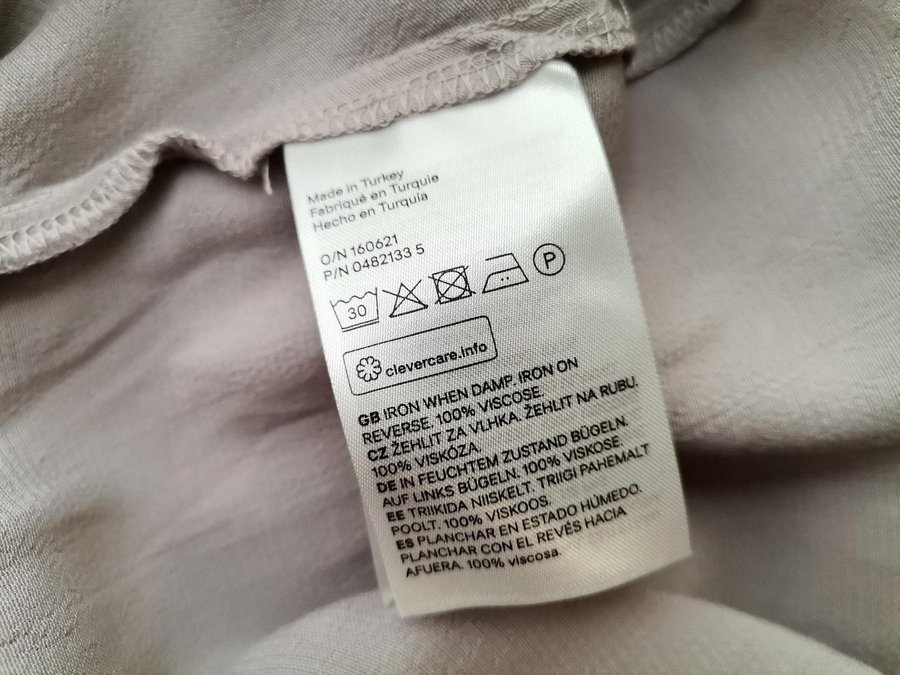 Made in Turkey
Fabriqué en Turquie
Hecho en Turquia
O/N 160621
P/N 0482133 5
30
P
clevercare.info
GB IRON WHEN DAMP. IRON ON
REVERSE. 100% VISCOSE.
CZ ŽEHLIT ZA VLHKA. ŽEHLIT NA RUBU.
100% VISKÓZA.
DE IN FEUCHTEM ZUSTAND BÜGELN.
AUF LINKS BÜGELN. 100% VISKOSE
EE TRIIKIDA NIISKELT. TRIIGI PAHEMALT
POOLT. 100% VISKOOS.
ES PLANCHAR EN ESTADO HÚMEDO.
PLANCHAR CON EL REVÉS HACIA
AFUERA. 100% viscosa.